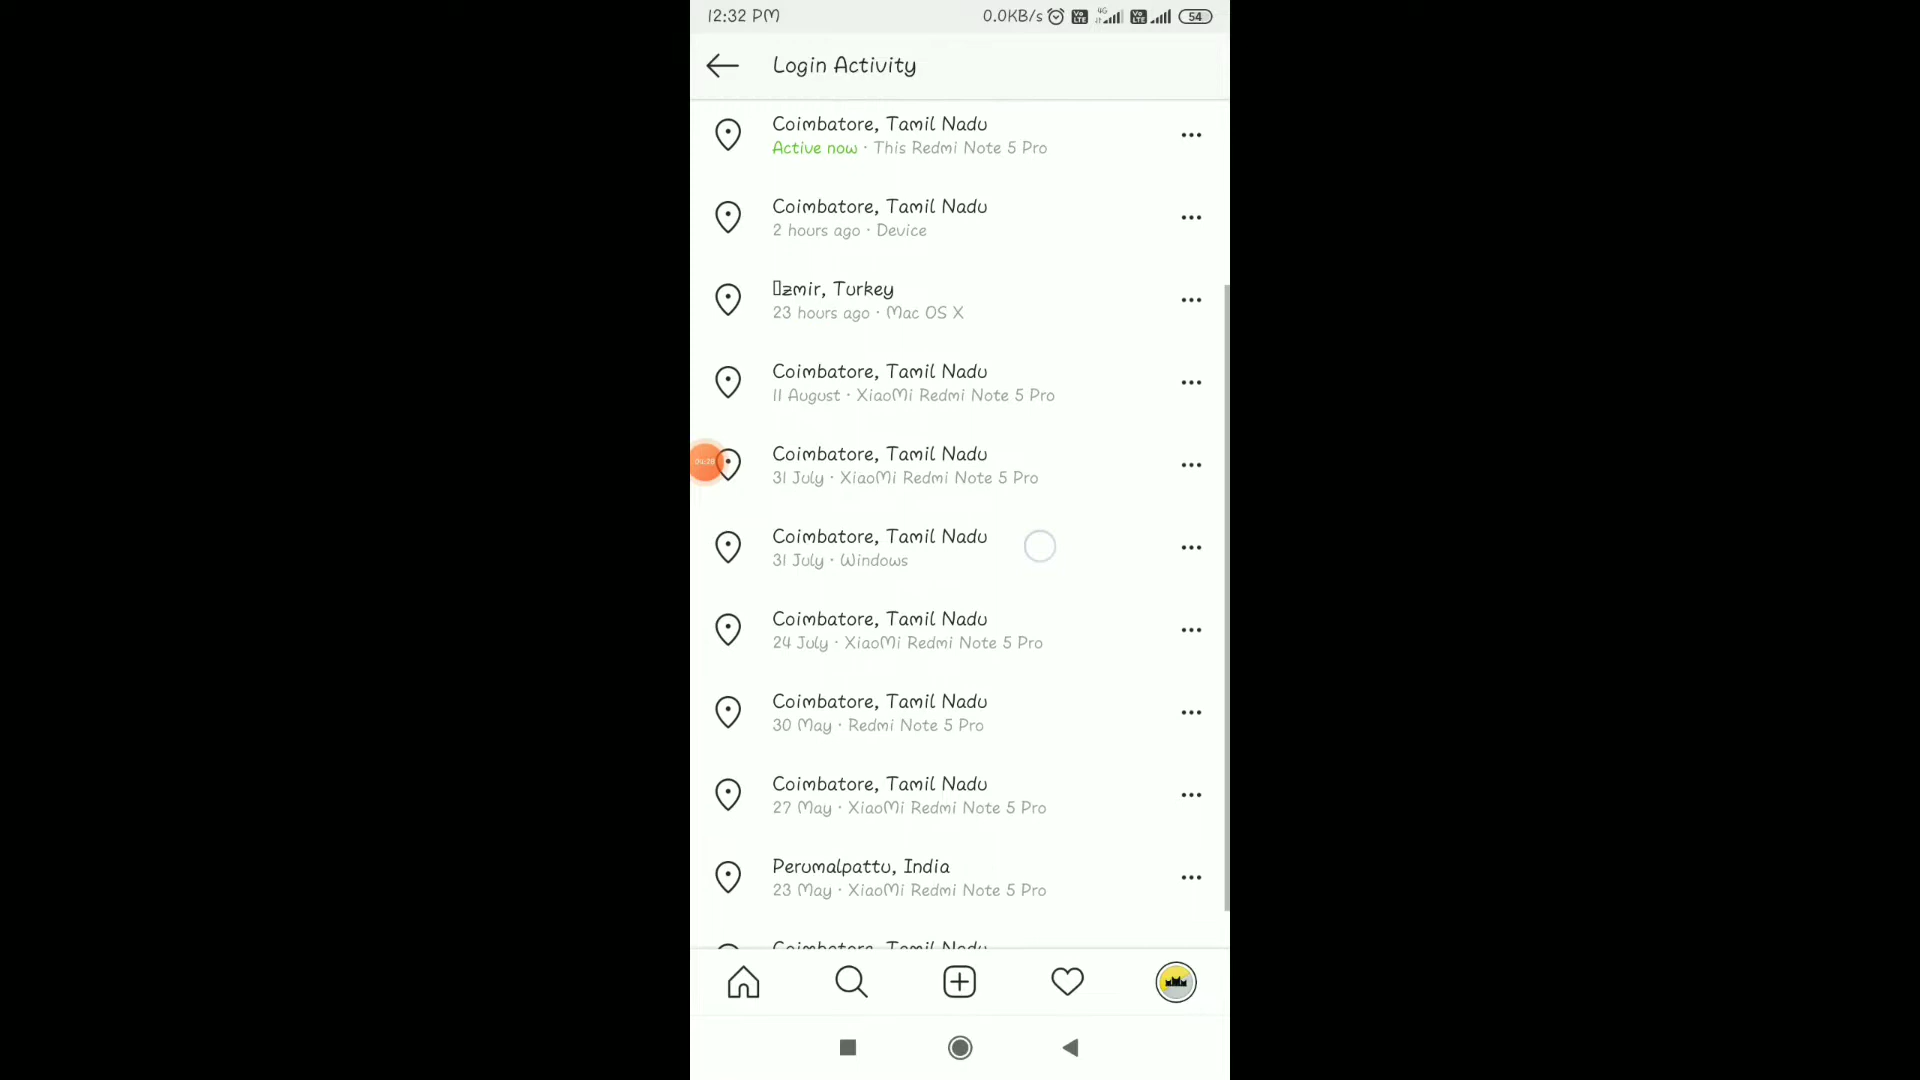 12:32 PM
0.0KB/s
4G
54
Login Activity
Coimbatore, Tamil Nadu
Active now · This Redmi Note 5 Pro
Coimbatore, Tamil Nadu
2 hours ago · Device
▯zmir, Turkey
23 hours ago · Mac OS X
Coimbatore, Tamil Nadu
11 August · XiaoMi Redmi Note 5 Pro
Coimbatore, Tamil Nadu
31 July · XiaoMi Redmi Note 5 Pro
Coimbatore, Tamil Nadu
31 July · Windows
Coimbatore, Tamil Nadu
24 July · XiaoMi Redmi Note 5 Pro
Coimbatore, Tamil Nadu
30 May · Redmi Note 5 Pro
Coimbatore, Tamil Nadu
27 May · XiaoMi Redmi Note 5 Pro
Perumalpattu, India
23 May · XiaoMi Redmi Note 5 Pro
Coimbatore, Tamil Nadu